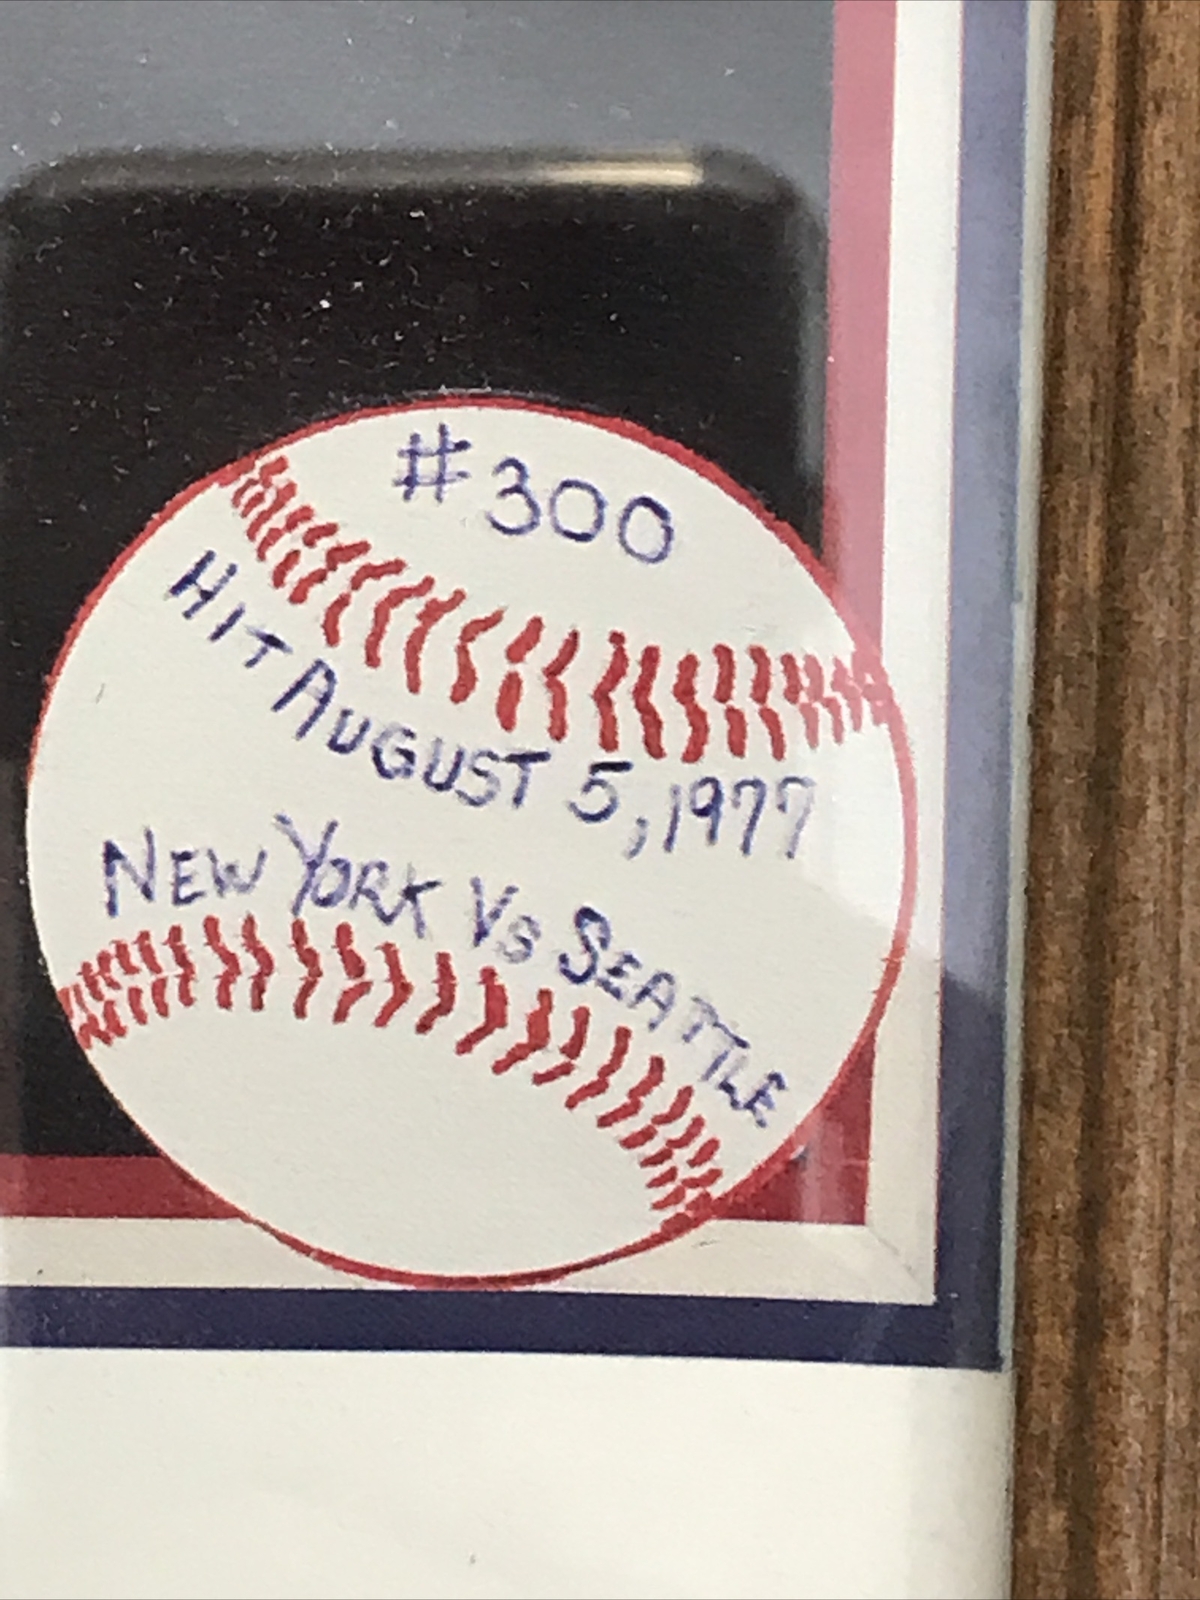 #300
HIT AUGUST 5, 1977
NEW YORK VS SEATTLE